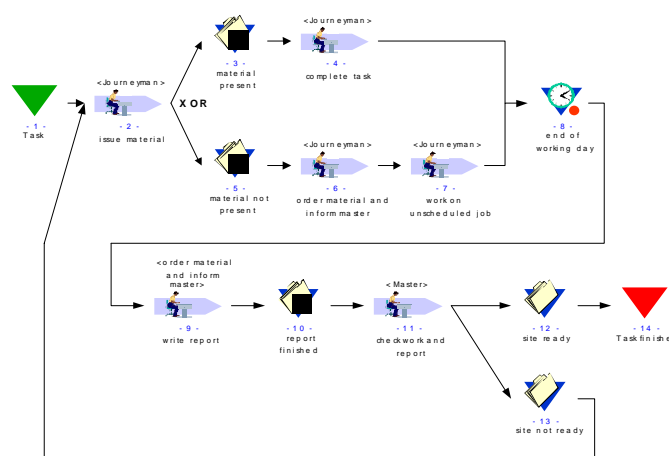 <Journeyman>
- 3 -
material
present
<Journeyman>
- 4 -
complete task
- 1 -
Task
<Journeyman>
- 2 -
issue material
XOR
- 8 -
end of
working day
- 5 -
material not
present
<Journeyman>
- 6 -
order material and
inform master
<Journeyman>
- 7 -
work on
unscheduled job
<order material
and inform
master>
- 9 -
write report
- 10 -
report
finished
<Master>
- 11 -
check work and
report
- 12 -
site ready
- 14 -
Task finishe
- 13 -
site not ready